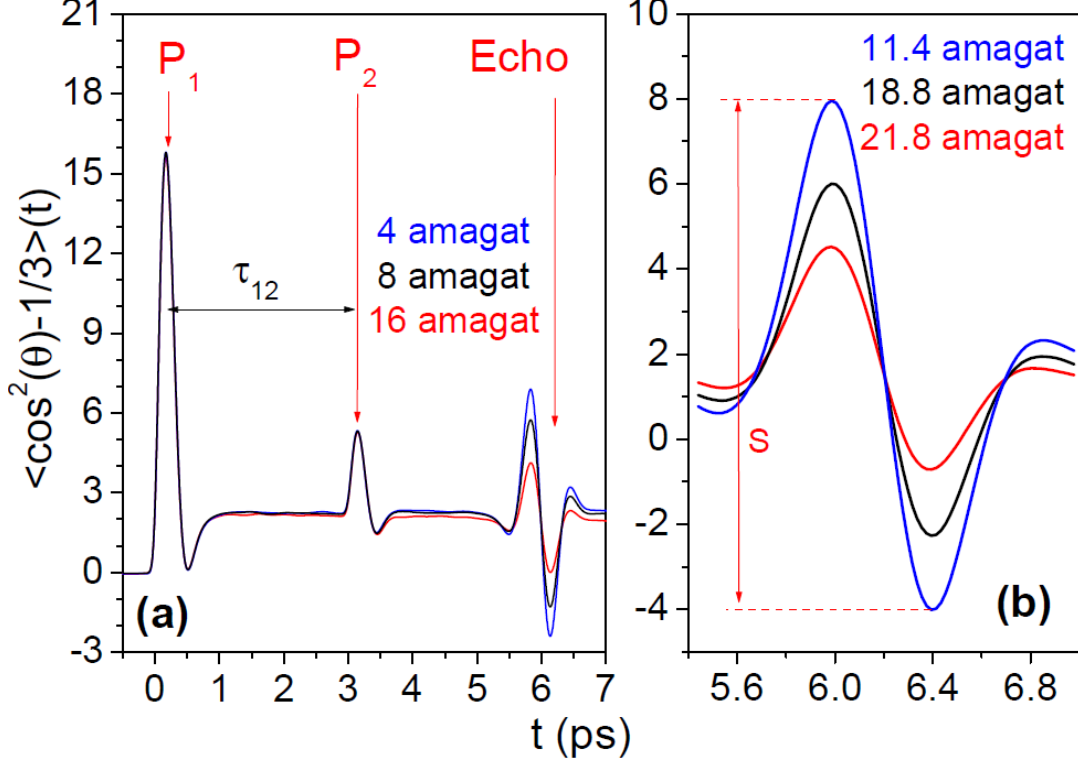 <cos²(θ)-1/3>(t)
21
18
15
12
9
6
3
0
-3
P₁
P₂
Echo
τ₁₂
4 amagat
8 amagat
16 amagat
(a)
0 1 2 3 4 5 6 7
10
8
6
4
2
0
-2
-4
11.4 amagat
18.8 amagat
21.8 amagat
S
(b)
5.6 6.0 6.4 6.8
t (ps)